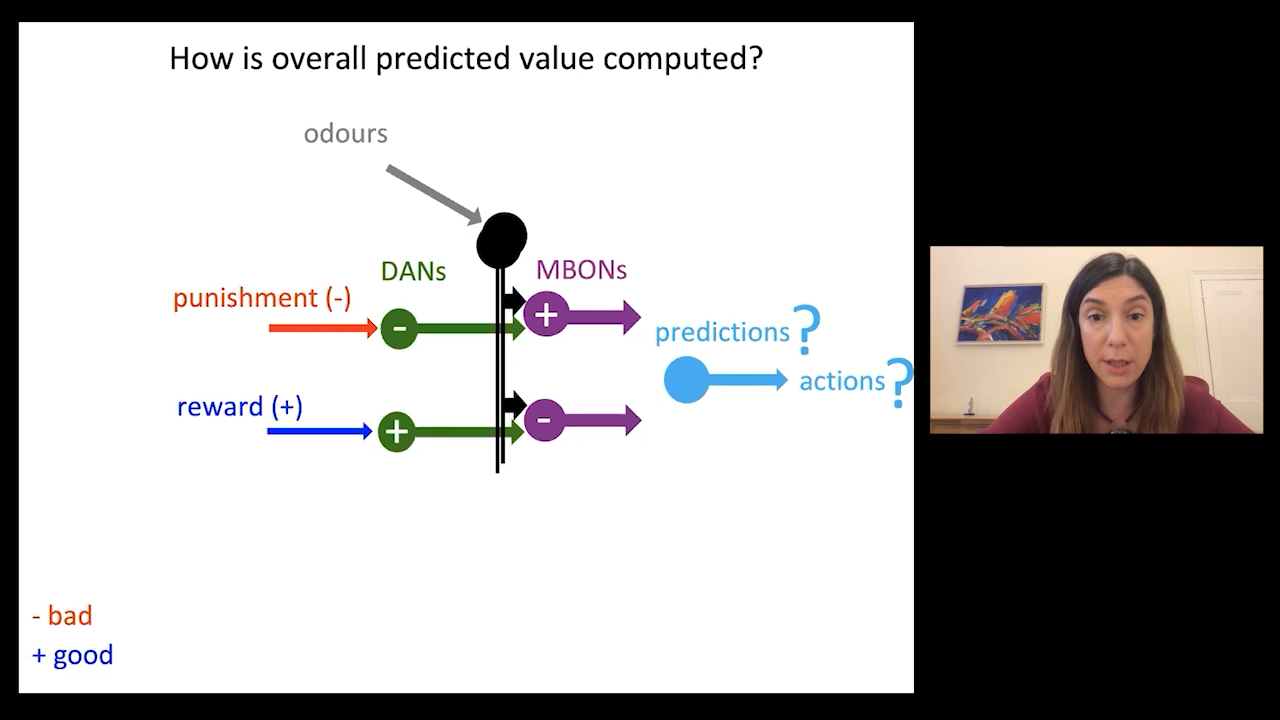 How is overall predicted value computed?
odours
DANs
MBONs
punishment (-)
-
+
predictions?
actions?
reward (+)
+
-
- bad
+ good